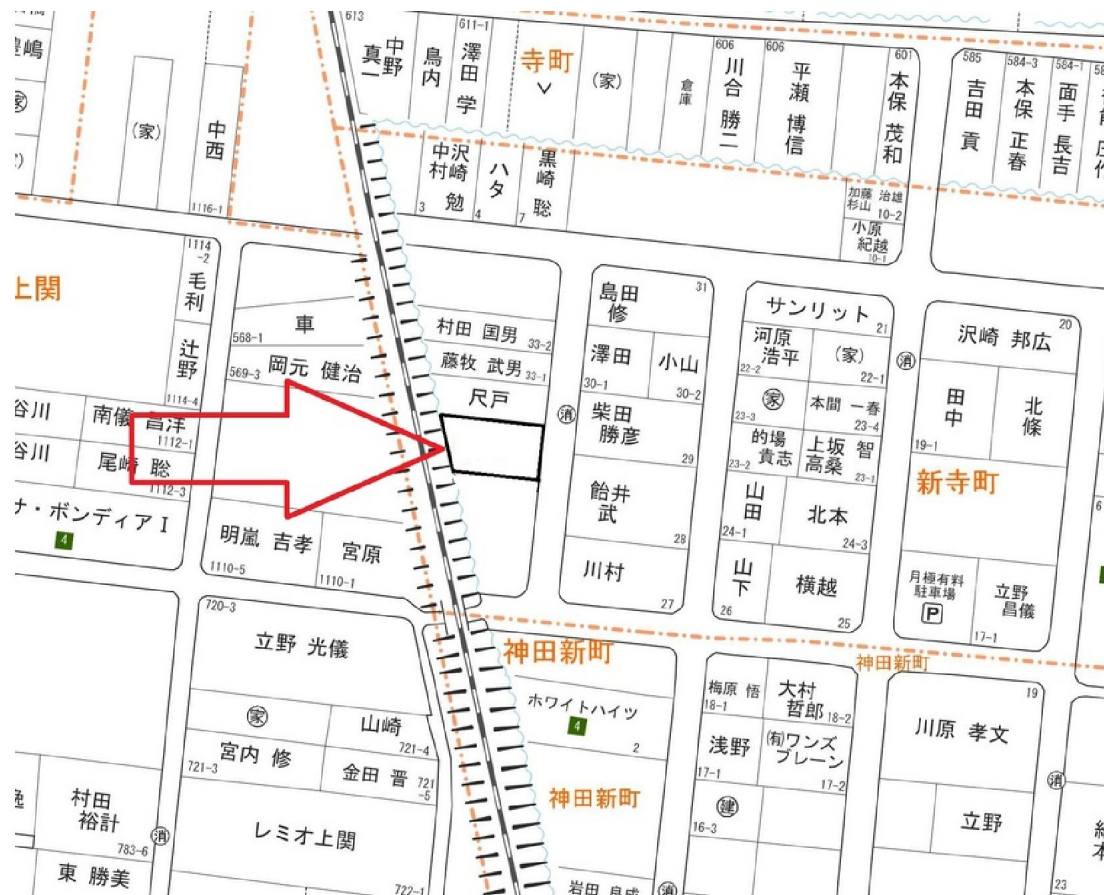 613
611-1
寺町
中野
真一
鳥内
澤田 学
(家)
倉庫
606
川合 勝二
606
平瀬 博信
601
本保 茂和
585
吉田 貢
584-3
本保 正春
584-1
面手 長吉
(家)
中西
1116-1
沢崎 勉
中村
3
ハタ
4
黒崎 聡
7
加藤 治雄
杉山 10-2
小原
紀越
10-1
上関
1114
-2
毛利
辻野
1114-4
谷川
南儀 昌洋
1112-1
谷川
尾崎 聡
1112-3
ナ・ボンディアⅠ
4
568-1
車
569-3
岡元 健治
明嵐 吉孝
1110-5
宮原
1110-1
村田 国男
33-2
藤牧 武男
33-1
尺戸
消
島田
修
31
澤田
30-1
小山
30-2
柴田
勝彦
29
飴井
武
28
川村
27
サンリット
21
河原
浩平
22-2
(家)
22-1
家
23-3
本間 一春
23-4
的場
貴志
23-2
上坂 智
高桑
23-1
山田
24-1
北本
24-3
山下
26
横越
25
消
沢崎 邦広
20
田中
19-1
北條
新寺町
月極有料
駐車場
P
立野
昌儀
17-1
720-3
立野 光儀
家
山崎
721-4
宮内 修
721-3
金田 晋
721
-5
レミオ上関
722-1
村田
裕計
783-6
消
東 勝美
神田新町
ホワイトハイツ
4
2
神田新町
岩田 良成
消
神田新町
梅原 悟
18-1
大村
哲郎
18-2
浅野
17-1
(有)ワンズ
ブレーン
17-2
建
16-3
川原 孝文
19
立野
消
23